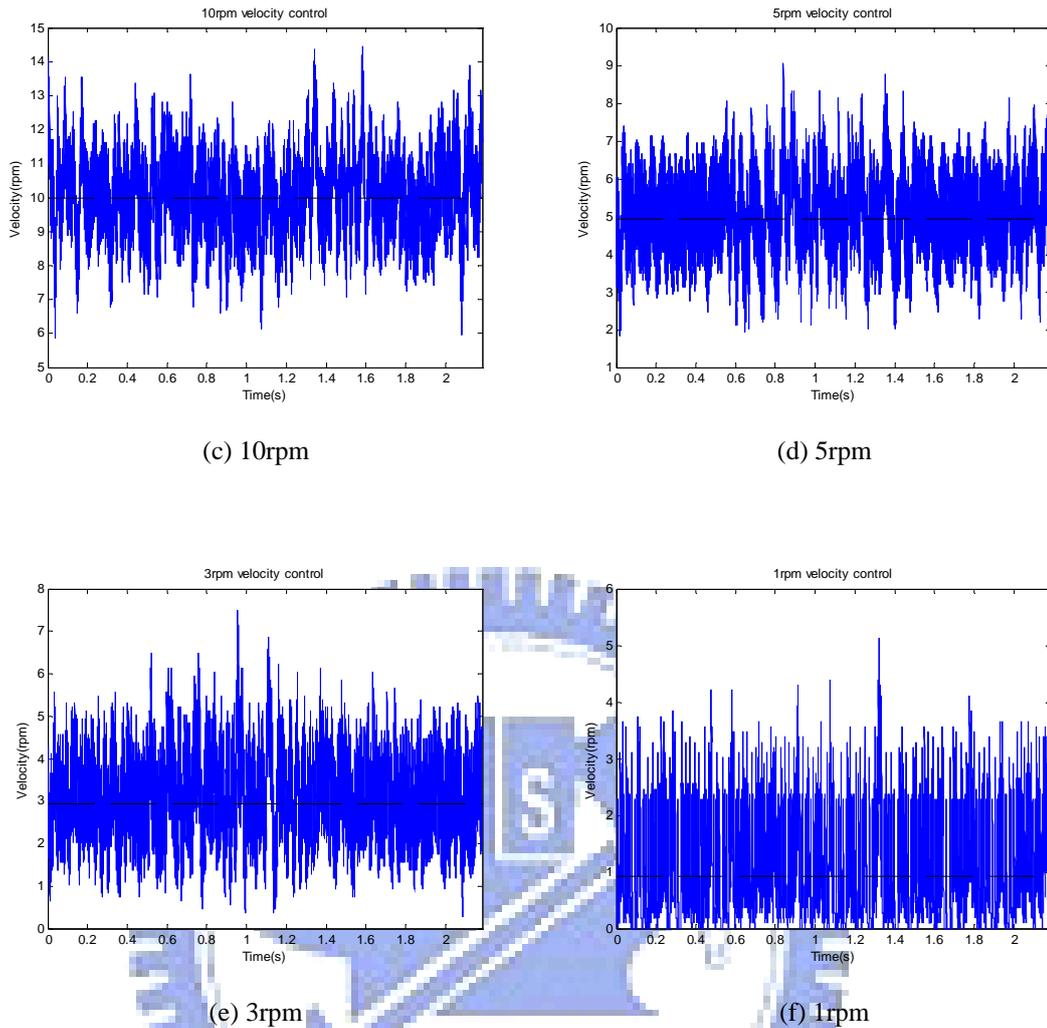 10rpm velocity control
15
14
13
12
11
10
9
8
7
6
5
Velocity(rpm)
0 0.2 0.4 0.6 0.8 1 1.2 1.4 1.6 1.8 2
Time(s)
(c) 10rpm
5rpm velocity control
10
9
8
7
6
5
4
3
2
1
Velocity(rpm)
0 0.2 0.4 0.6 0.8 1 1.2 1.4 1.6 1.8 2
Time(s)
(d) 5rpm
3rpm velocity control
8
7
6
5
4
3
2
1
0
Velocity(rpm)
0 0.2 0.4 0.6 0.8 1 1.2 1.4 1.6 1.8 2
Time(s)
(e) 3rpm
1rpm velocity control
6
5
4
3
2
1
0
Velocity(rpm)
0 0.2 0.4 0.6 0.8 1 1.2 1.4 1.6 1.8 2
Time(s)
(f) 1rpm
S